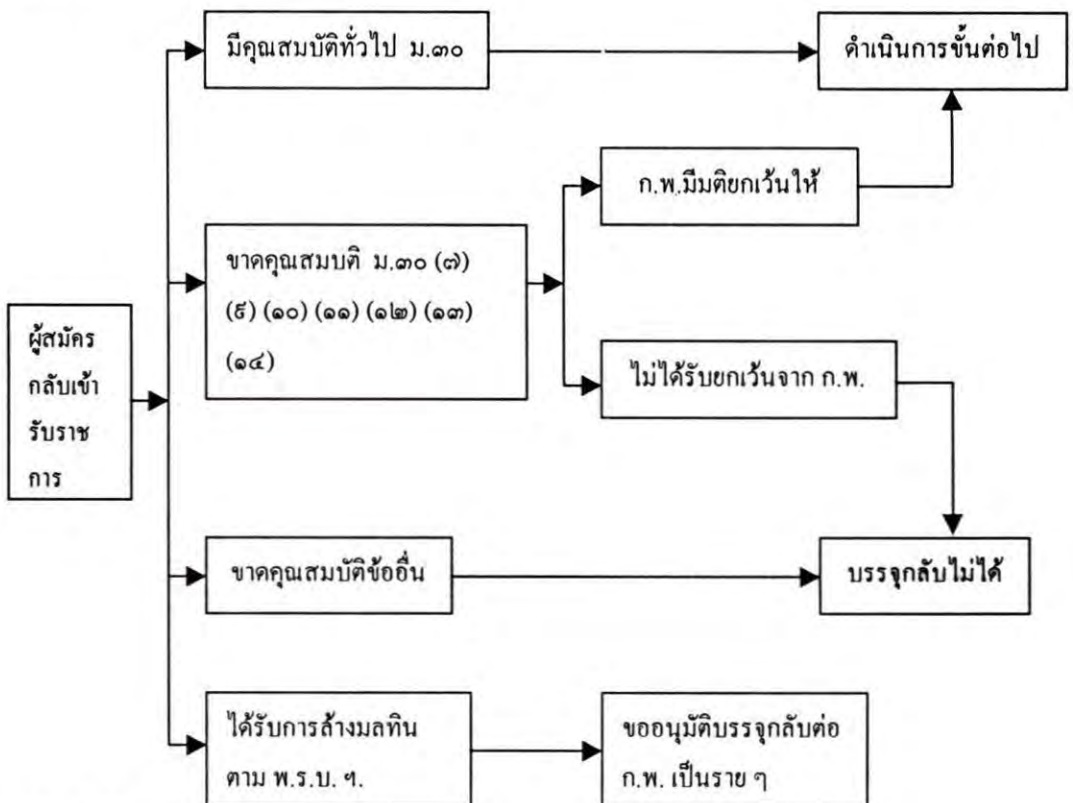 มีคุณสมบัติทั่วไป ม.๓๐
ดำเนินการขั้นต่อไป
ก.พ.มีมติยกเว้นให้
ขาดคุณสมบติ ม.๓๐ (๗)
(๙) (๑๐) (๑๑) (๑๒) (๑๓)
(๑๔)
ผู้สมัคร
กลับเข้า
รับราช
การ
ไม่ได้รับยกเว้นจาก ก.พ.
ขาดคุณสมบัติข้ออื่น
บรรจุกลับไม่ได้
ได้รับการล้างมลทิน
ตาม พ.ร.บ. ฯ.
ขออนุมัติบรรจุกลับต่อ
ก.พ. เป็นราย ๆ